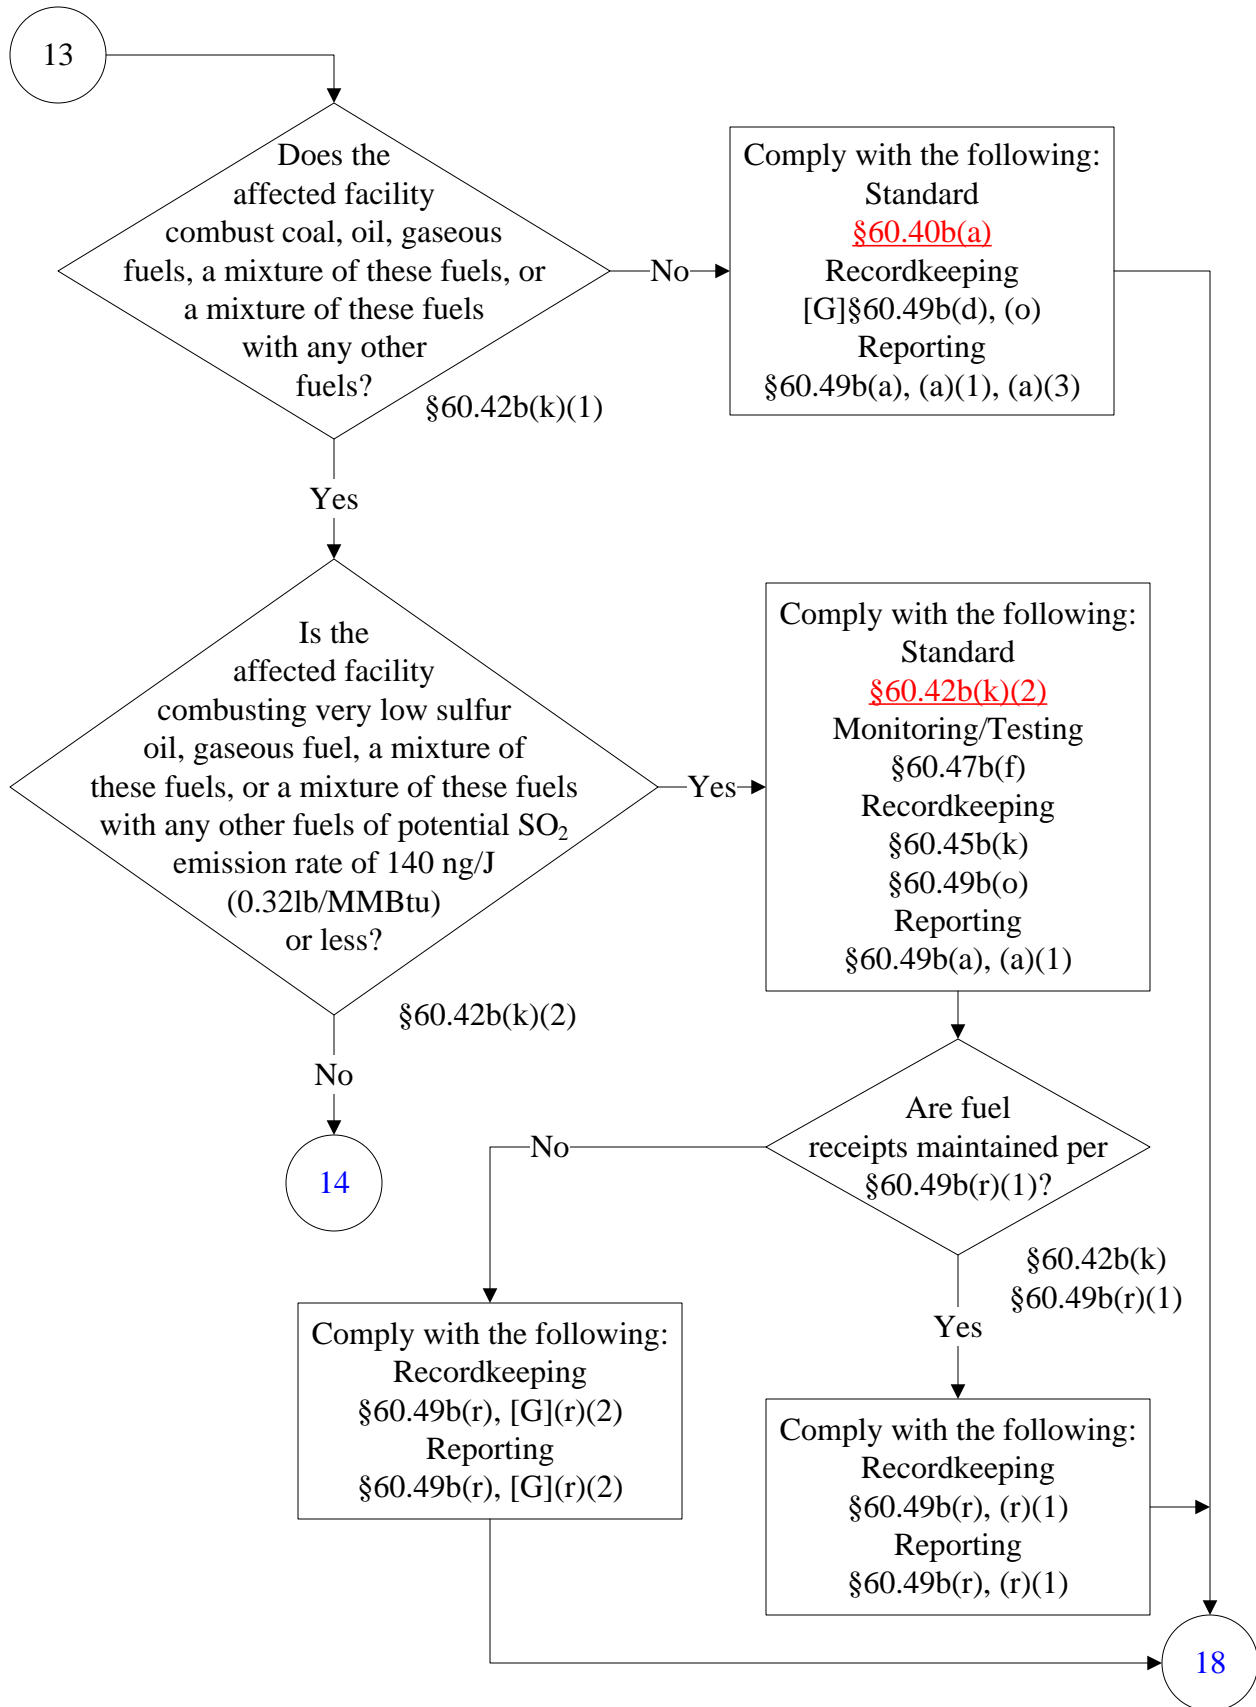 13
Does the
affected facility
combust coal, oil, gaseous
fuels, a mixture of these fuels, or
a mixture of these fuels
with any other
fuels?
§60.42b(k)(1)
No
Comply with the following:
Standard
§60.40b(a)
Recordkeeping
[G]§60.49b(d), (o)
Reporting
§60.49b(a), (a)(1), (a)(3)
Yes
Is the
affected facility
combusting very low sulfur
oil, gaseous fuel, a mixture of
these fuels, or a mixture of these fuels
with any other fuels of potential SO₂
emission rate of 140 ng/J
(0.32lb/MMBtu)
or less?
§60.42b(k)(2)
Yes
Comply with the following:
Standard
§60.42b(k)(2)
Monitoring/Testing
§60.47b(f)
Recordkeeping
§60.45b(k)
§60.49b(o)
Reporting
§60.49b(a), (a)(1)
No
14
Are fuel
receipts maintained per
§60.49b(r)(1)?
§60.42b(k)
§60.49b(r)(1)
No
Comply with the following:
Recordkeeping
§60.49b(r), [G](r)(2)
Reporting
§60.49b(r), [G](r)(2)
Yes
Comply with the following:
Recordkeeping
§60.49b(r), (r)(1)
Reporting
§60.49b(r), (r)(1)
18